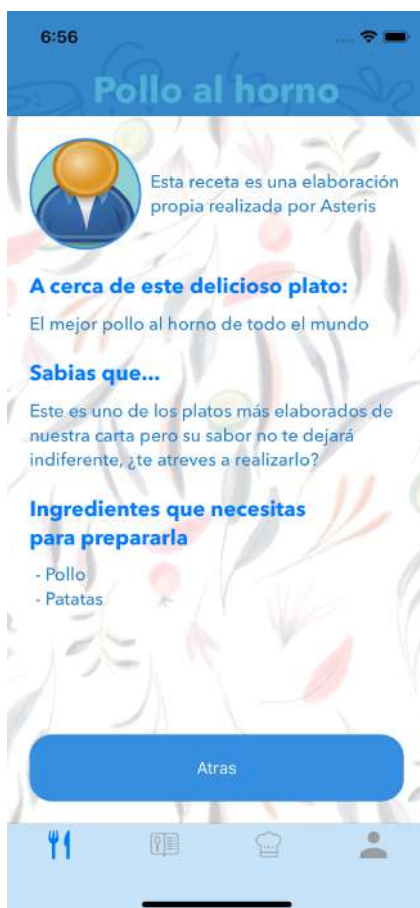 6:56
Pollo al horno
Esta receta es una elaboración
propia realizada por Asteris
A cerca de este delicioso plato:
El mejor pollo al horno de todo el mundo
Sabias que...
Este es uno de los platos más elaborados de
nuestra carta pero su sabor no te dejará
indiferente, ¿te atreves a realizarlo?
Ingredientes que necesitas
para prepararla
- Pollo
- Patatas
Atras